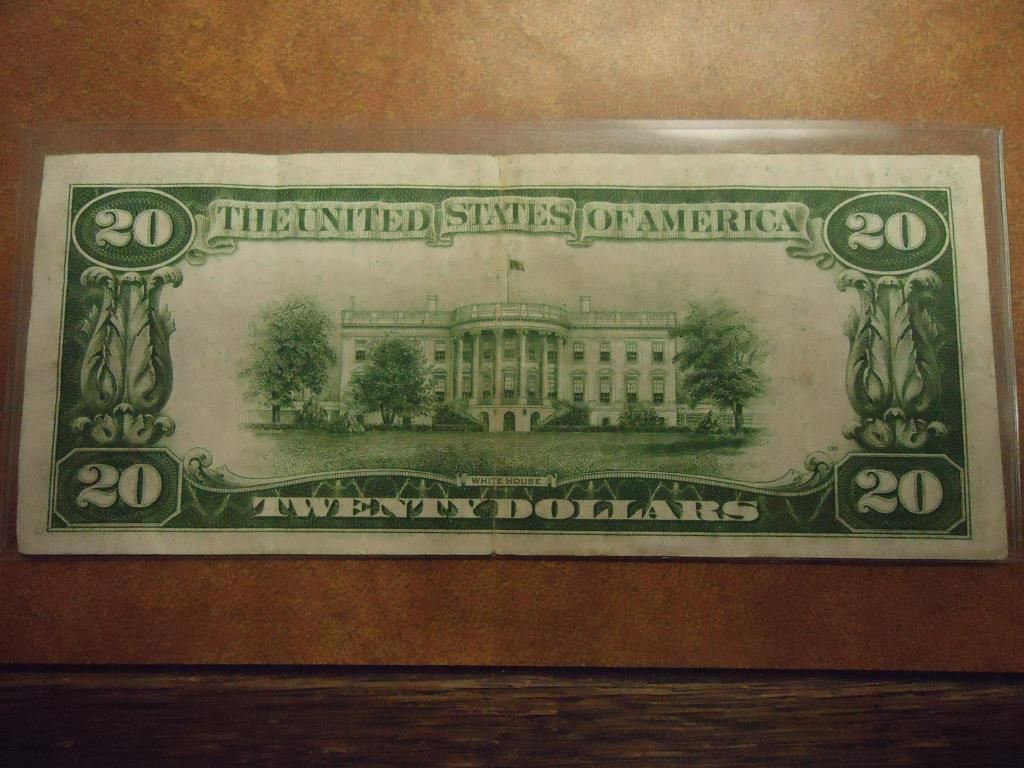 20 THE UNITED STATES OF AMERICA 20
WHITE HOUSE
20 TWENTY DOLLARS 20